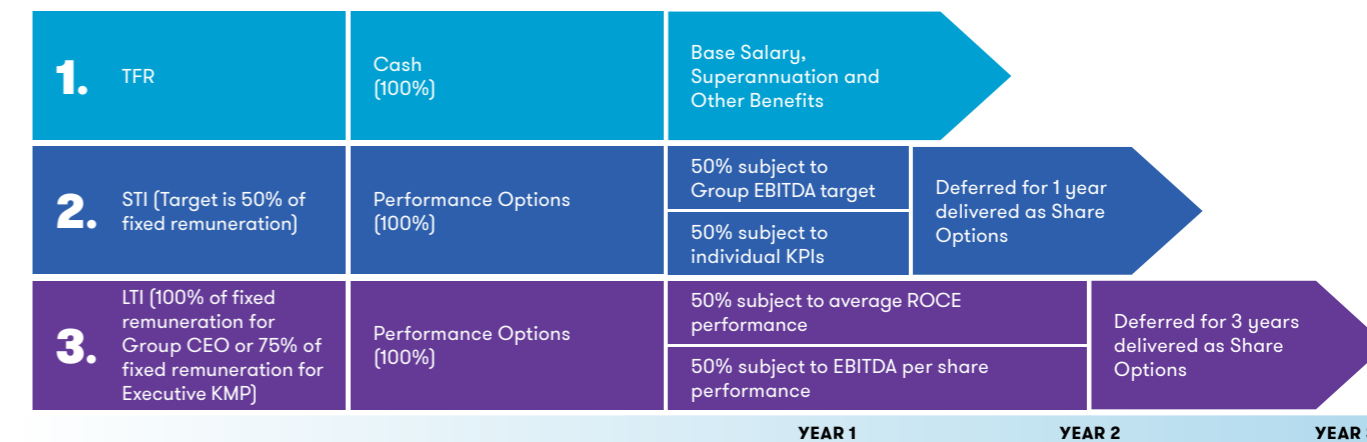 1.
TFR
Cash
(100%)
Base Salary,
Superannuation and
Other Benefits
2.
STI (Target is 50% of
fixed remuneration)
Performance Options
(100%)
50% subject to
Group EBITDA target
50% subject to
individual KPIs
Deferred for 1 year
delivered as Share
Options
3.
LTI (100% of fixed
remuneration for
Group CEO or 75% of
fixed remuneration for
Executive KMP)
Performance Options
(100%)
50% subject to average ROCE
performance
50% subject to EBITDA per share
performance
Deferred for 3 years
delivered as Share
Options
YEAR 1
YEAR 2
YEAR